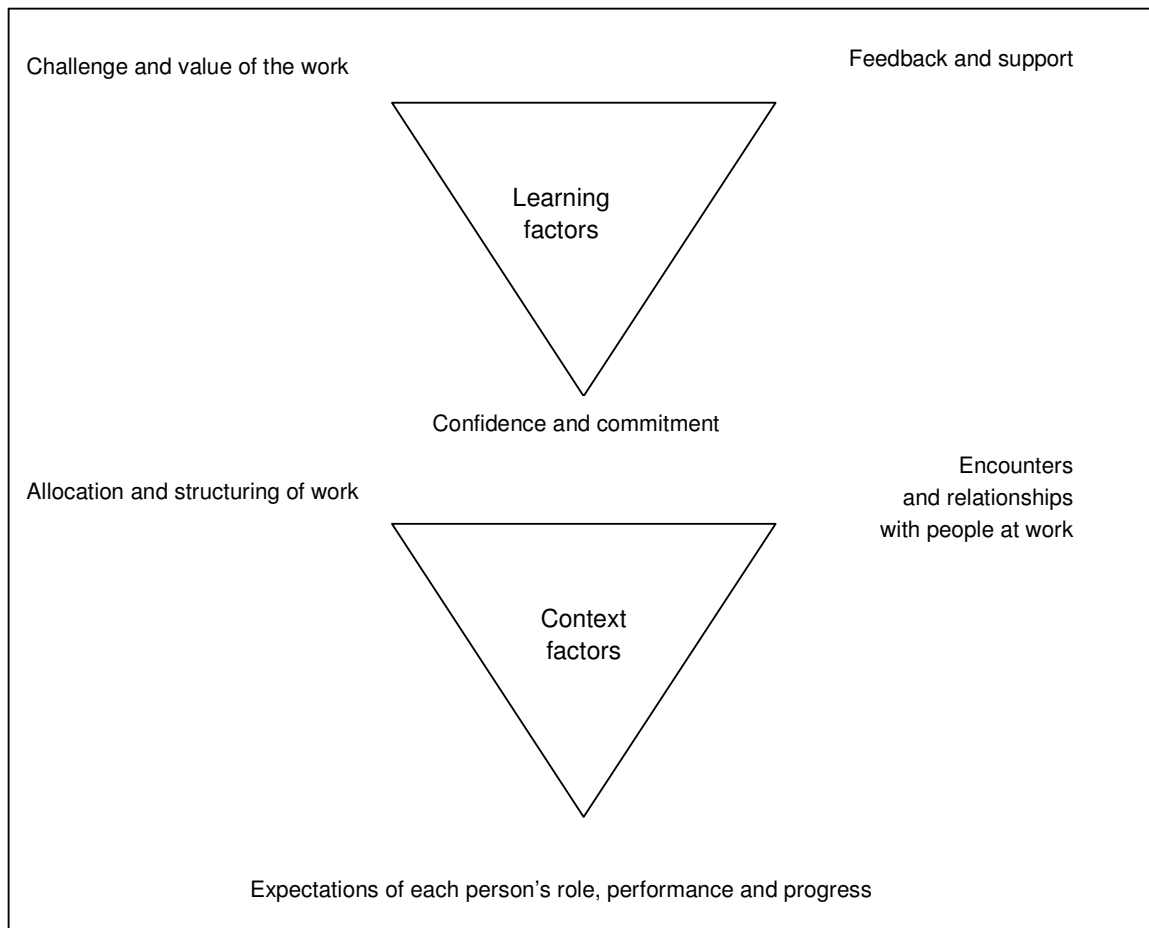 Challenge and value of the work
Feedback and support
Learning
factors
Confidence and commitment
Allocation and structuring of work
Encounters
and relationships
with people at work
Context
factors
Expectations of each person’s role, performance and progress